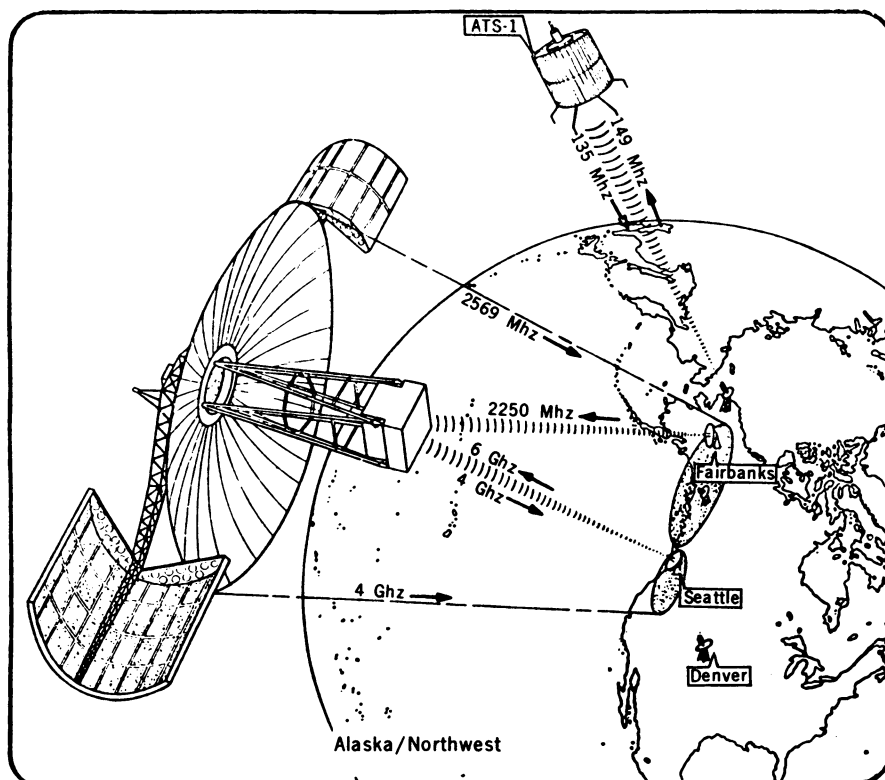 ATS-1
149 Mhz
135 Mhz
2569 Mhz
2250 Mhz
6 Ghz
4 Ghz
Fairbanks
4 Ghz
Seattle
Denver
Alaska/Northwest